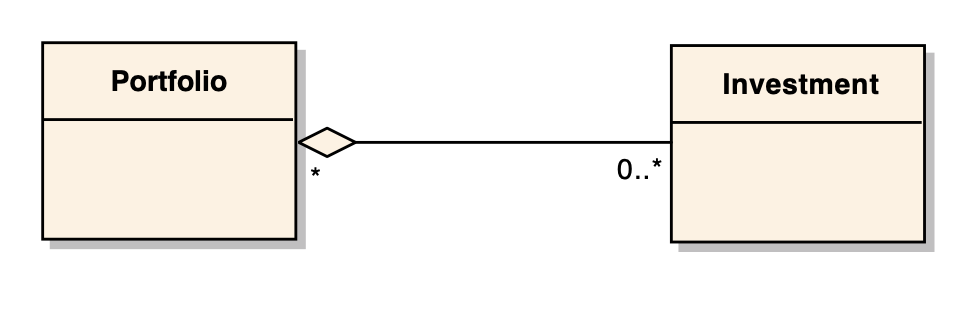 Portfolio
Investment
*
0..*